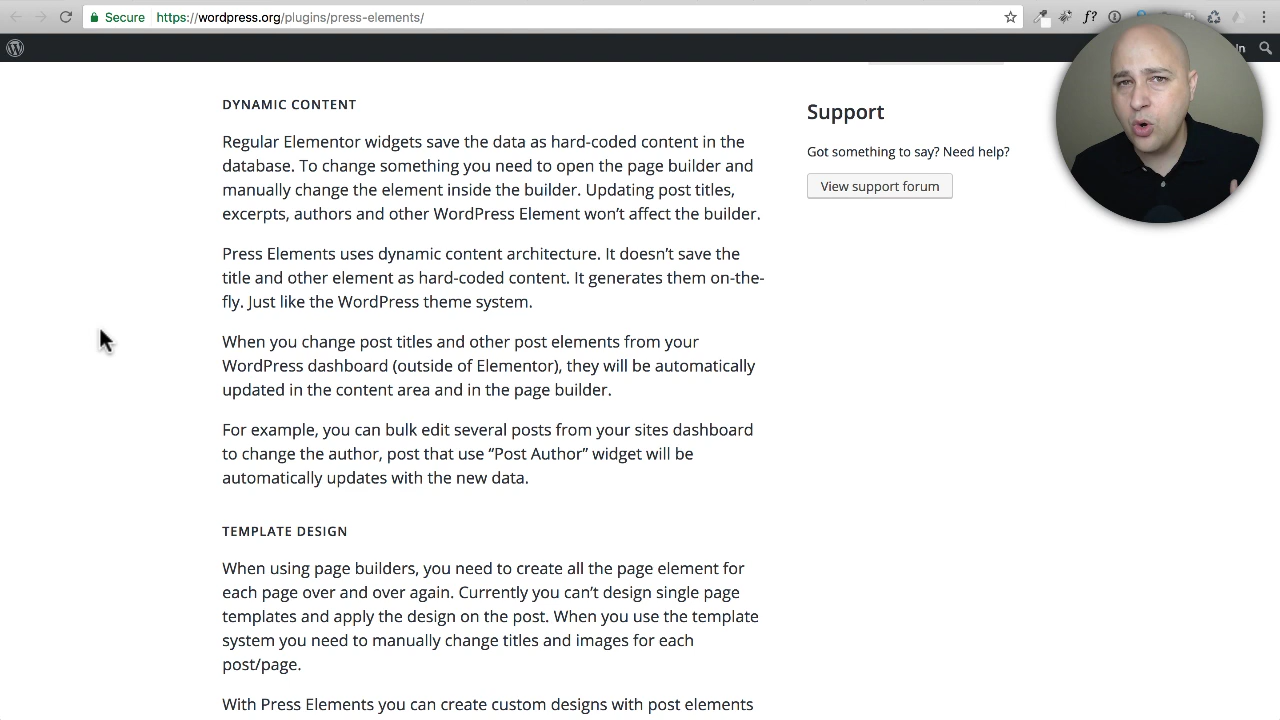 Secure
https://wordpress.org/plugins/press-elements/
f?
In
DYNAMIC CONTENT
Regular Elementor widgets save the data as hard-coded content in the
database. To change something you need to open the page builder and
manually change the element inside the builder. Updating post titles,
excerpts, authors and other WordPress Element won’t affect the builder.
Press Elements uses dynamic content architecture. It doesn’t save the
title and other element as hard-coded content. It generates them on-the-
fly. Just like the WordPress theme system.
When you change post titles and other post elements from your
WordPress dashboard (outside of Elementor), they will be automatically
updated in the content area and in the page builder.
For example, you can bulk edit several posts from your sites dashboard
to change the author, post that use “Post Author” widget will be
automatically updates with the new data.
TEMPLATE DESIGN
When using page builders, you need to create all the page element for
each page over and over again. Currently you can’t design single page
templates and apply the design on the post. When you use the template
system you need to manually change titles and images for each
post/page.
With Press Elements you can create custom designs with post elements
Support
Got something to say? Need help?
View support forum